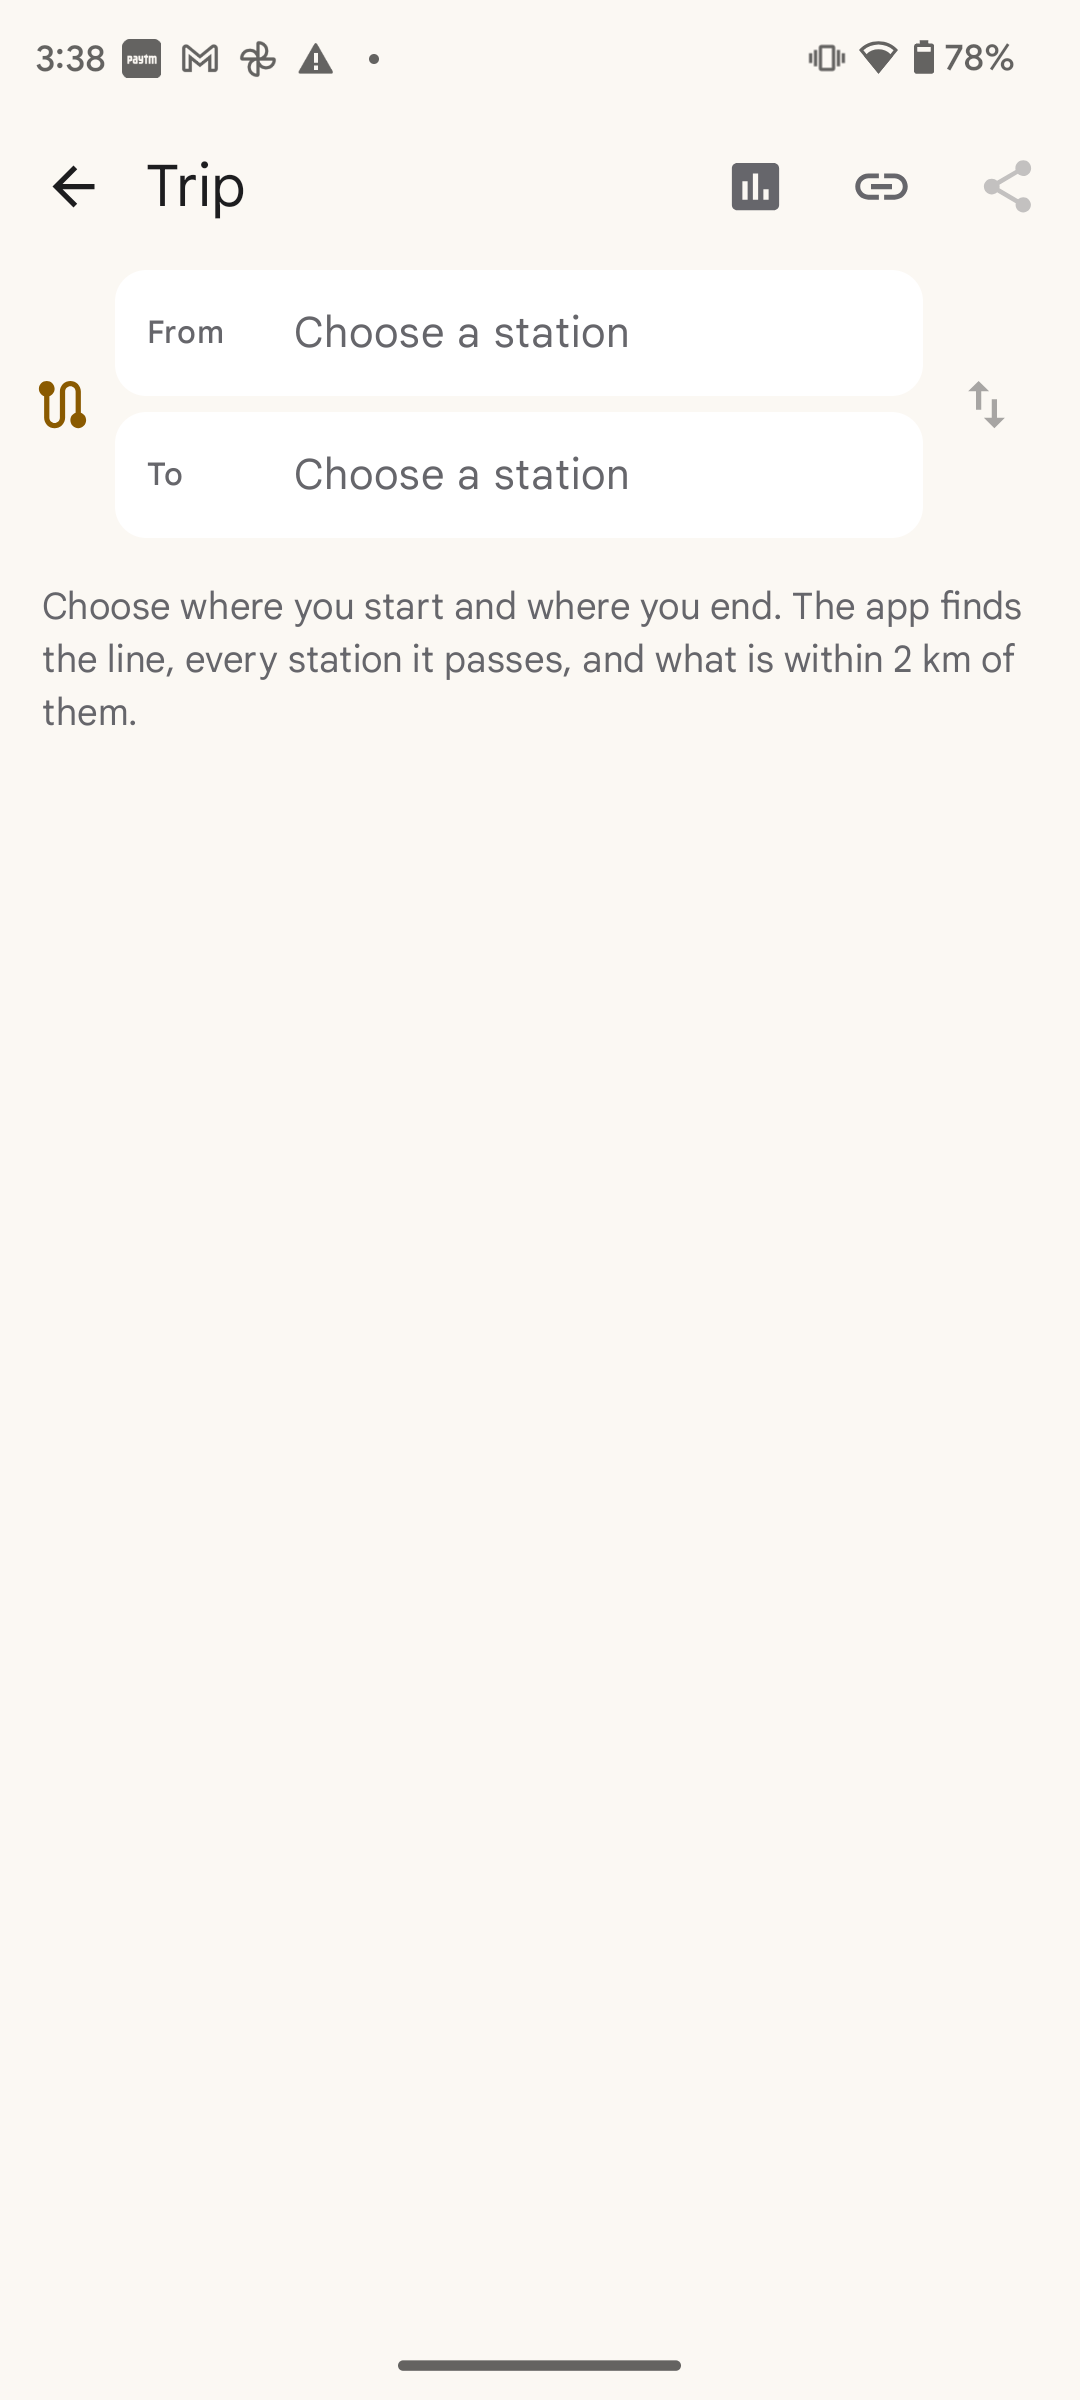 3:38 paytm 78%
Trip
From Choose a station
To Choose a station
Choose where you start and where you end. The app finds
the line, every station it passes, and what is within 2 km of
them.